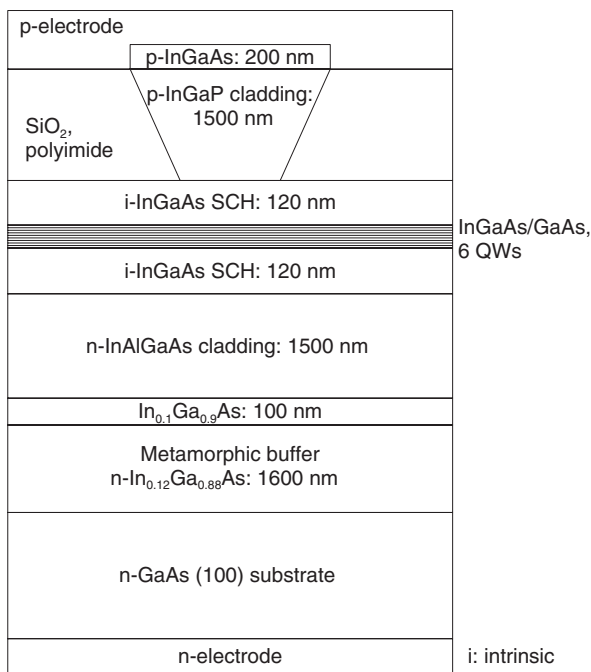 p-electrode
p-InGaAs: 200 nm
p-InGaP cladding:
1500 nm
SiO₂,
polyimide
i-InGaAs SCH: 120 nm
InGaAs/GaAs,
6 QWs
i-InGaAs SCH: 120 nm
n-InAlGaAs cladding: 1500 nm
In₀.₁Ga₀.₉As: 100 nm
Metamorphic buffer
n-In₀.₁₂Ga₀.₈₈As: 1600 nm
n-GaAs (100) substrate
n-electrode
i: intrinsic